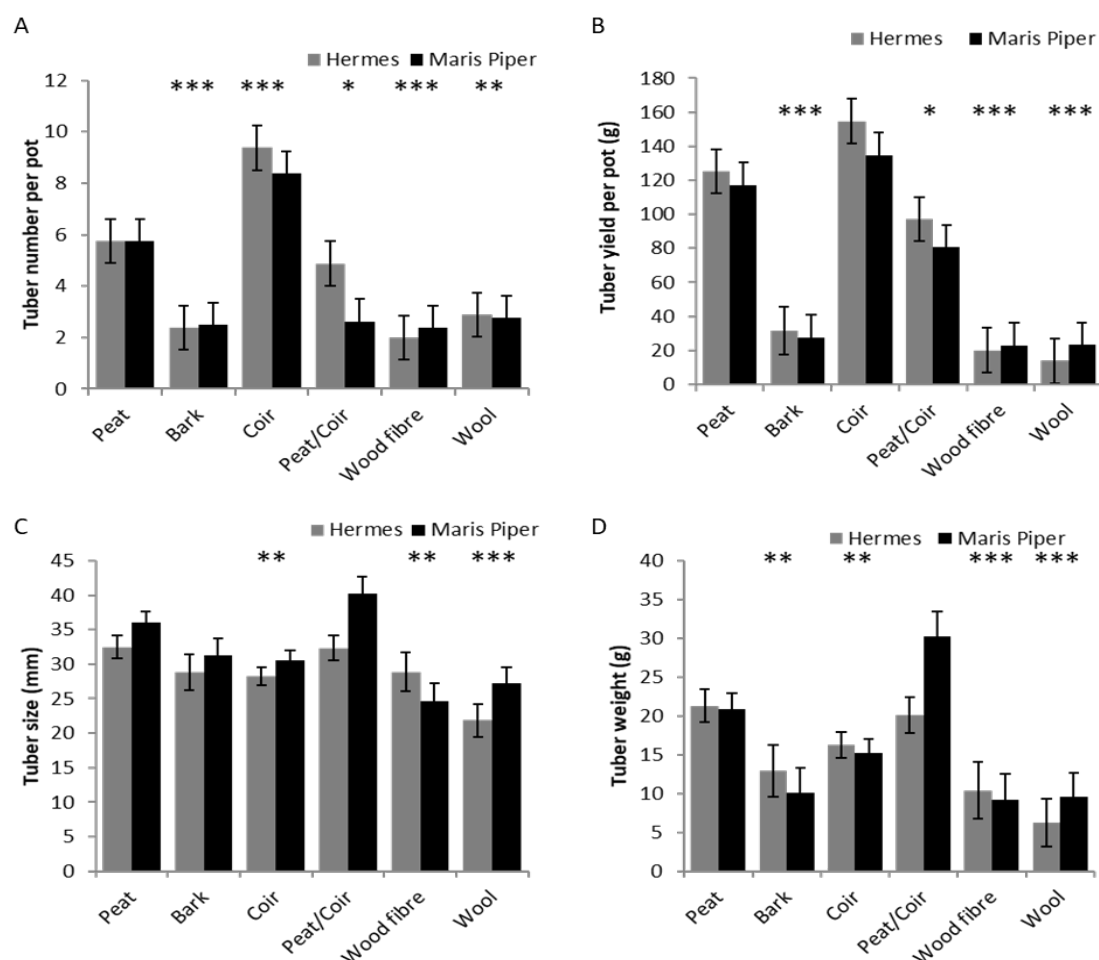 A
Hermes Maris Piper
*** *** * *** **
Tuber number per pot
12
10
8
6
4
2
0
Peat Bark Coir Peat/Coir Wood fibre Wool
B
Hermes Maris Piper
*** * *** ***
Tuber yield per pot (g)
180
160
140
120
100
80
60
40
20
0
Peat Bark Coir Peat/Coir Wood fibre Wool
C
Hermes Maris Piper
** ** ***
Tuber size (mm)
45
40
35
30
25
20
15
10
5
0
Peat Bark Coir Peat/Coir Wood fibre Wool
D
Hermes Maris Piper
** ** *** ***
Tuber weight (g)
40
35
30
25
20
15
10
5
0
Peat Bark Coir Peat/Coir Wood fibre Wool